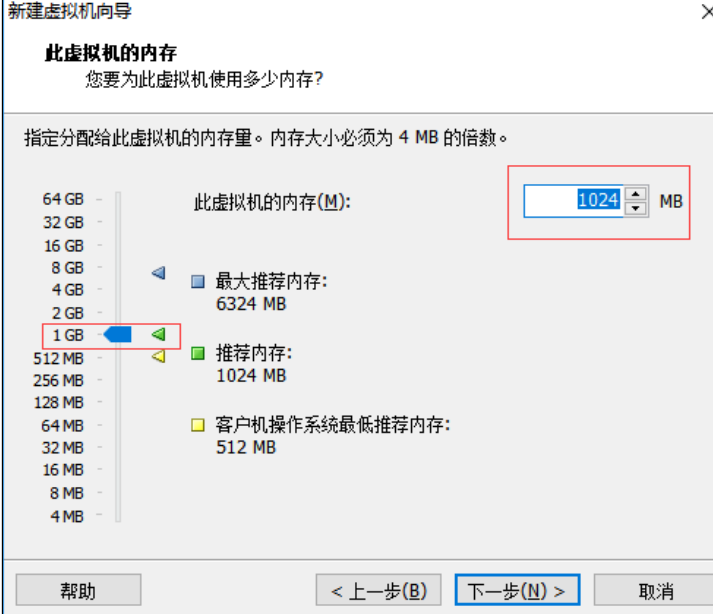 新建虚拟机向导
此虚拟机的内存
您要为此虚拟机使用多少内存?
指定分配给此虚拟机的内存量。内存大小必须为 4 MB 的倍数。
64 GB
32 GB
16 GB
8 GB
4 GB
2 GB
1 GB
512 MB
256 MB
128 MB
64 MB
32 MB
16 MB
8 MB
4 MB
此虚拟机的内存(M): 1024 MB
最大推荐内存:
6324 MB
推荐内存:
1024 MB
客户机操作系统最低推荐内存:
512 MB
帮助 < 上一步(B) 下一步(N) > 取消